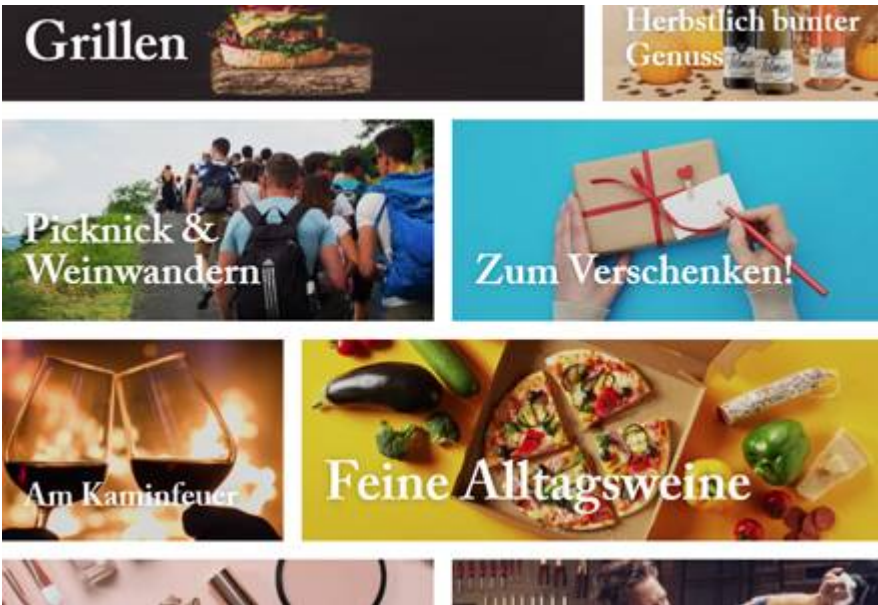 Grillen
Herbstlich bunter
Genuss
Picknick &
Weinwandern
Zum Verschenken!
Am Kaminfeuer
Feine Alltagsweine